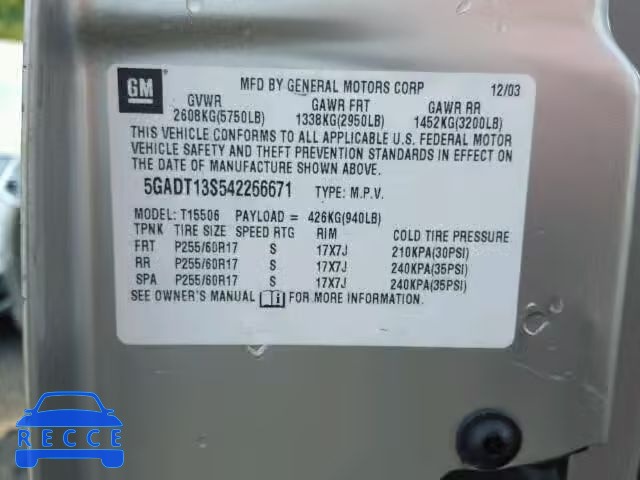 GM
MFD BY GENERAL MOTORS CORP 12/03
GVWR GAWR FRT GAWR RR
2608KG(5750LB) 1338KG(2950LB) 1452KG(3200LB)
THIS VEHICLE CONFORMS TO ALL APPLICABLE U.S. FEDERAL MOTOR
VEHICLE SAFETY AND THEFT PREVENTION STANDARDS IN EFFECT ON
THE DATE OF MANUFACTURE SHOWN ABOVE.
5GADT13S542266671 TYPE: M.P.V.
MODEL: T15506 PAYLOAD = 426KG(940LB)
TPNK TIRE SIZE SPEED RTG RIM COLD TIRE PRESSURE
FRT P255/60R17 S 17X7J 210KPA(30PSI)
RR P255/60R17 S 17X7J 240KPA(35PSI)
SPA P255/60R17 S 17X7J 240KPA(35PSI)
SEE OWNER'S MANUAL FOR MORE INFORMATION.
RECCE